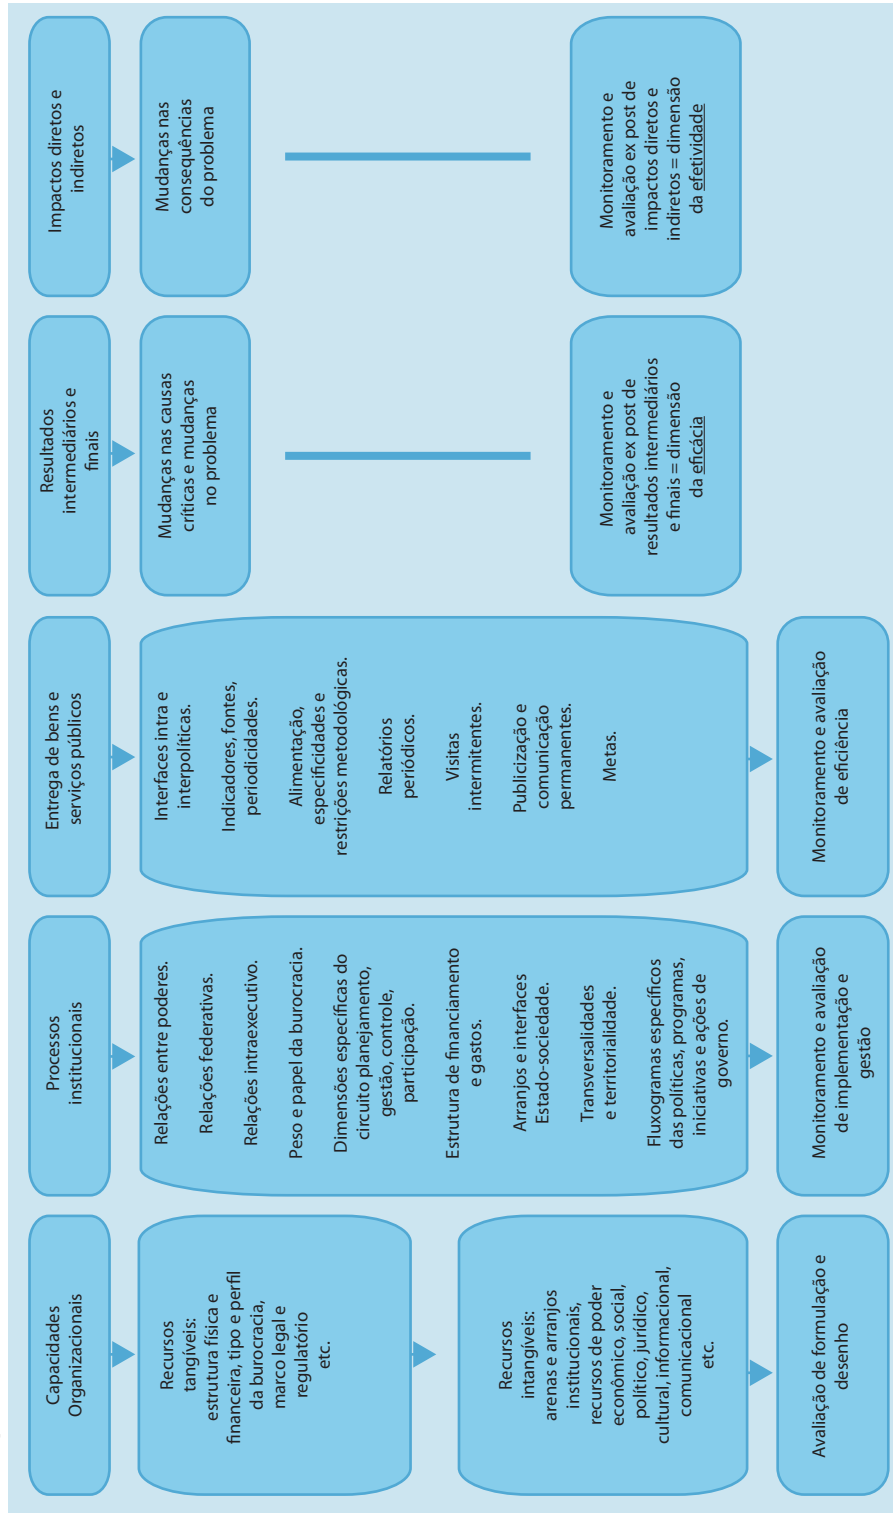 Capacidades
Organizacionais
Recursos
tangíveis:
estrutura física e
financeira, tipo e perfil
da burocracia,
marco legal e
regulatório
etc.
Recursos
intangíveis:
arenas e arranjos
institucionais,
recursos de poder
econômico, social,
político, jurídico,
cultural, informacional,
comunicacional
etc.
Avaliação de formulação e
desenho
Processos
institucionais
Relações entre poderes.
Relações federativas.
Relações intraexecutivo.
Peso e papel da burocracia.
Dimensões específicas do
circuito planejamento,
gestão, controle,
participação.
Estrutura de financiamento
e gastos.
Arranjos e interfaces
Estado-sociedade.
Transversalidades
e territorialidade.
Fluxogramas específicos
das políticas, programas,
iniciativas e ações de
governo.
Monitoramento e avaliação
de implementação e
gestão
Entrega de bens e
serviços públicos
Interfaces intra e
interpolíticas.
Indicadores, fontes,
periodicidades.
Alimentação,
especificidades e
restrições metodológicas.
Relatórios
periódicos.
Visitas
intermitentes.
Publicização e
comunicação
permanentes.
Metas.
Monitoramento e avaliação
de eficiência
Resultados
intermediários e
finais
Mudanças nas causas
críticas e mudanças
no problema
Monitoramento e
avaliação ex post de
resultados intermediários
e finais = dimensão
da eficácia
Impactos diretos e
indiretos
Mudanças nas
consequências
do problema
Monitoramento e
avaliação ex post de
impactos diretos e
indiretos = dimensão
da efetividade